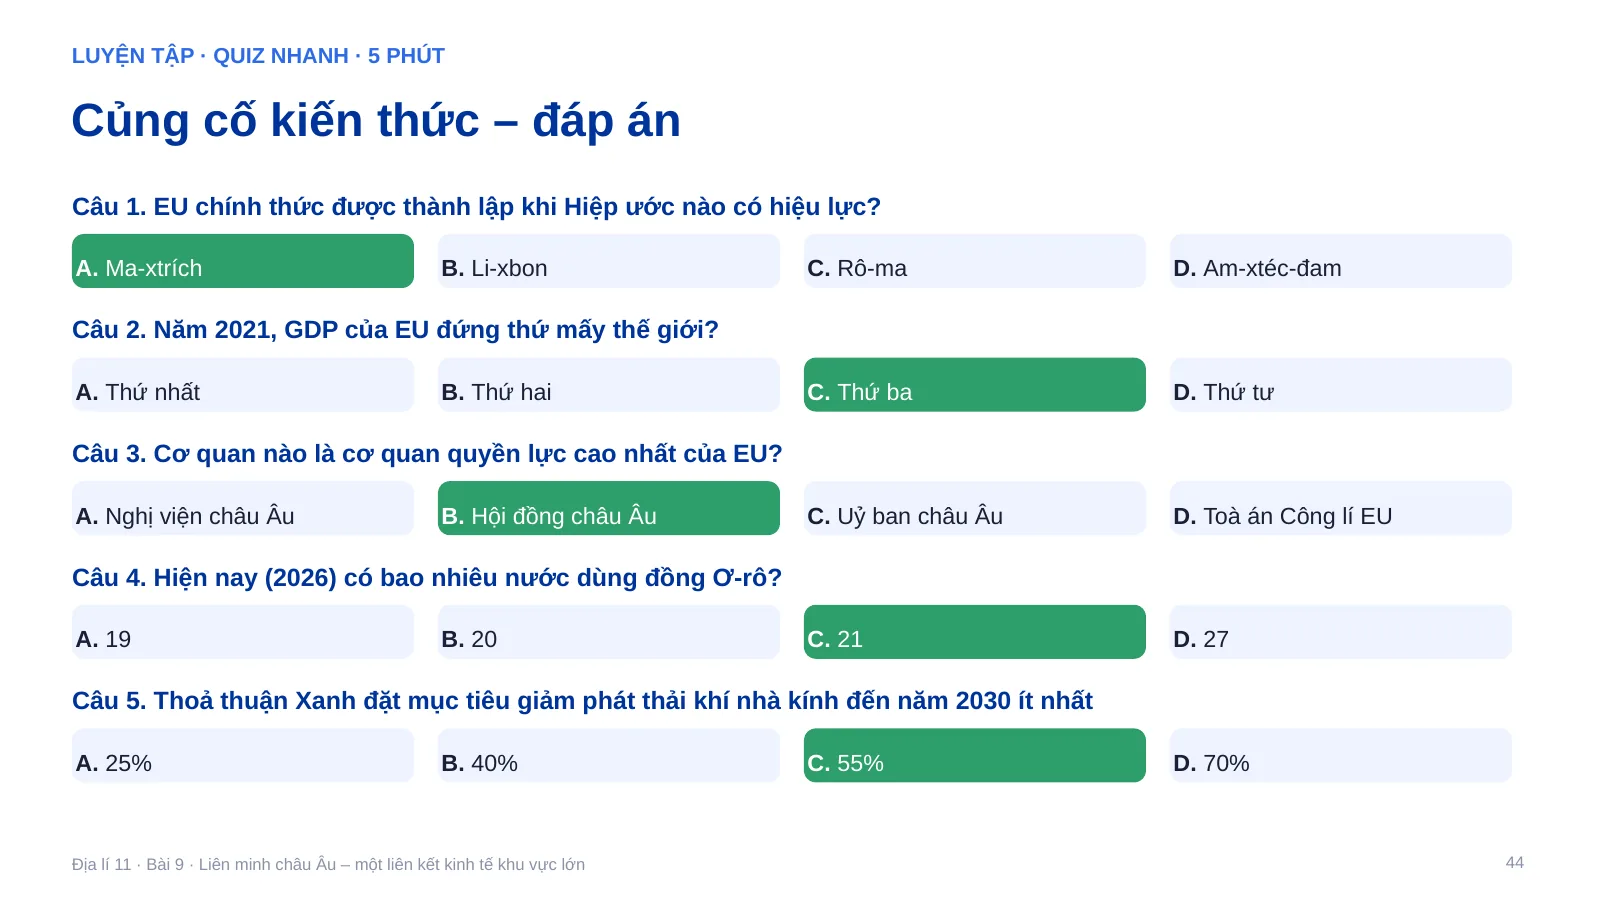 LUYỆN TẬP · QUIZ NHANH · 5 PHÚT
Củng cố kiến thức – đáp án
Câu 1. EU chính thức được thành lập khi Hiệp ước nào có hiệu lực?
A. Ma-xtrích B. Li-xbon C. Rô-ma D. Am-xtéc-đam
Câu 2. Năm 2021, GDP của EU đứng thứ mấy thế giới?
A. Thứ nhất B. Thứ hai C. Thứ ba D. Thứ tư
Câu 3. Cơ quan nào là cơ quan quyền lực cao nhất của EU?
A. Nghị viện châu Âu B. Hội đồng châu Âu C. Uỷ ban châu Âu D. Toà án Công lí EU
Câu 4. Hiện nay (2026) có bao nhiêu nước dùng đồng Ơ-rô?
A. 19 B. 20 C. 21 D. 27
Câu 5. Thoả thuận Xanh đặt mục tiêu giảm phát thải khí nhà kính đến năm 2030 ít nhất
A. 25% B. 40% C. 55% D. 70%
Địa lí 11 · Bài 9 · Liên minh châu Âu – một liên kết kinh tế khu vực lớn 44